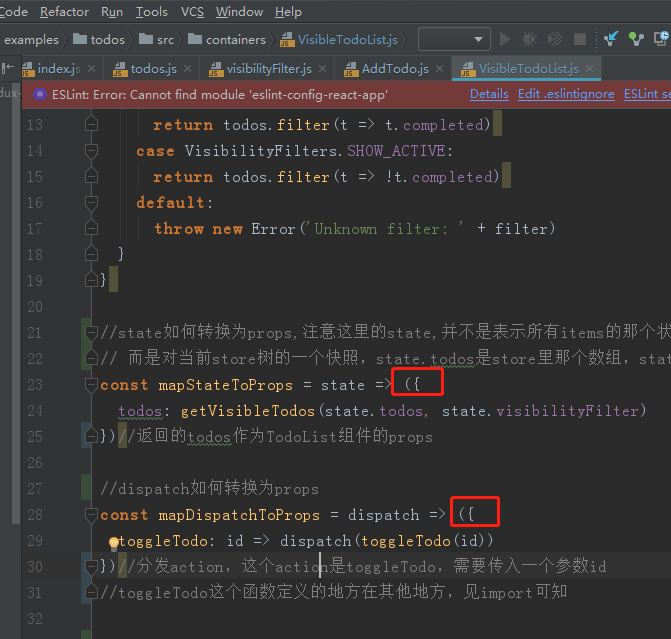 Code Refactor Run Tools VCS Window Help
examples todos src containers VisibleTodoList.js
index.js × todos.js × visibilityFilter.js × AddTodo.js × VisibleTodoList.js ×
dux- ESLint: Error: Cannot find module 'eslint-config-react-app' Details Edit .eslintignore ESLint se
13 return todos.filter(t => t.completed)
14 case VisibilityFilters.SHOW_ACTIVE:
15 return todos.filter(t => !t.completed)
16 default:
17 throw new Error('Unknown filter: ' + filter)
18 }
19 }
20
21 //state如何转换为props,注意这里的state,并不是表示所有items的那个状
22 // 而是对当前store树的一个快照，state.todos是store里那个数组，stat
23 const mapStateToProps = state => ({
24 todos: getVisibleTodos(state.todos, state.visibilityFilter)
25 })//返回的todos作为TodoList组件的props
26
27 //dispatch如何转换为props
28 const mapDispatchToProps = dispatch => ({
29 toggleTodo: id => dispatch(toggleTodo(id))
30 })//分发action，这个action是toggleTodo，需要传入一个参数id
31 //toggleTodo这个函数定义的地方在其他地方，见import可知
32